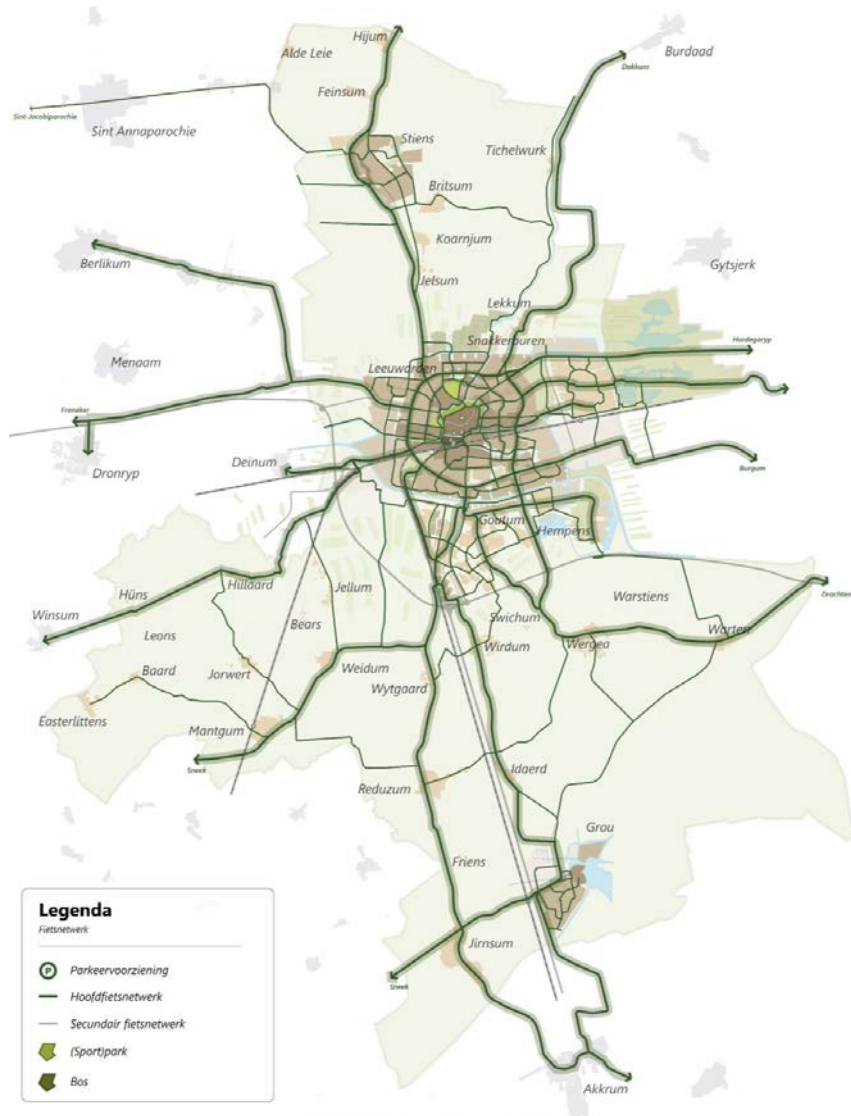 Hijum
Burdaad
Alde Leie
Dokkum
Feinsum
Sint-Jacobiparochie
Sint Annaparochie
Stiens
Tichelwurk
Britsum
Koarnjum
Berlikum
Gytsjerk
Jelsum
Lekkum
Snakkerburen
Hurdegaryp
Menaam
Leeuwarden
Franeker
Dronryp
Deinum
Burgum
Goutum
Hempens
Hillaard
Jellum
Warstiens
Drachten
Hüns
Winsum
Bears
Swichum
Leons
Wirdum
Wergea
Warten
Baard
Jorwert
Weidum
Wytgaard
Easterlittens
Mantgum
Sneek
Idaerd
Reduzum
Grou
Friens
Jirnsum
Sneek
Akkrum
Legenda
Fietsnetwerk
P Parkeervoorziening
Hoofdfietsnetwerk
Secundair fietsnetwerk
(Sport)park
Bos